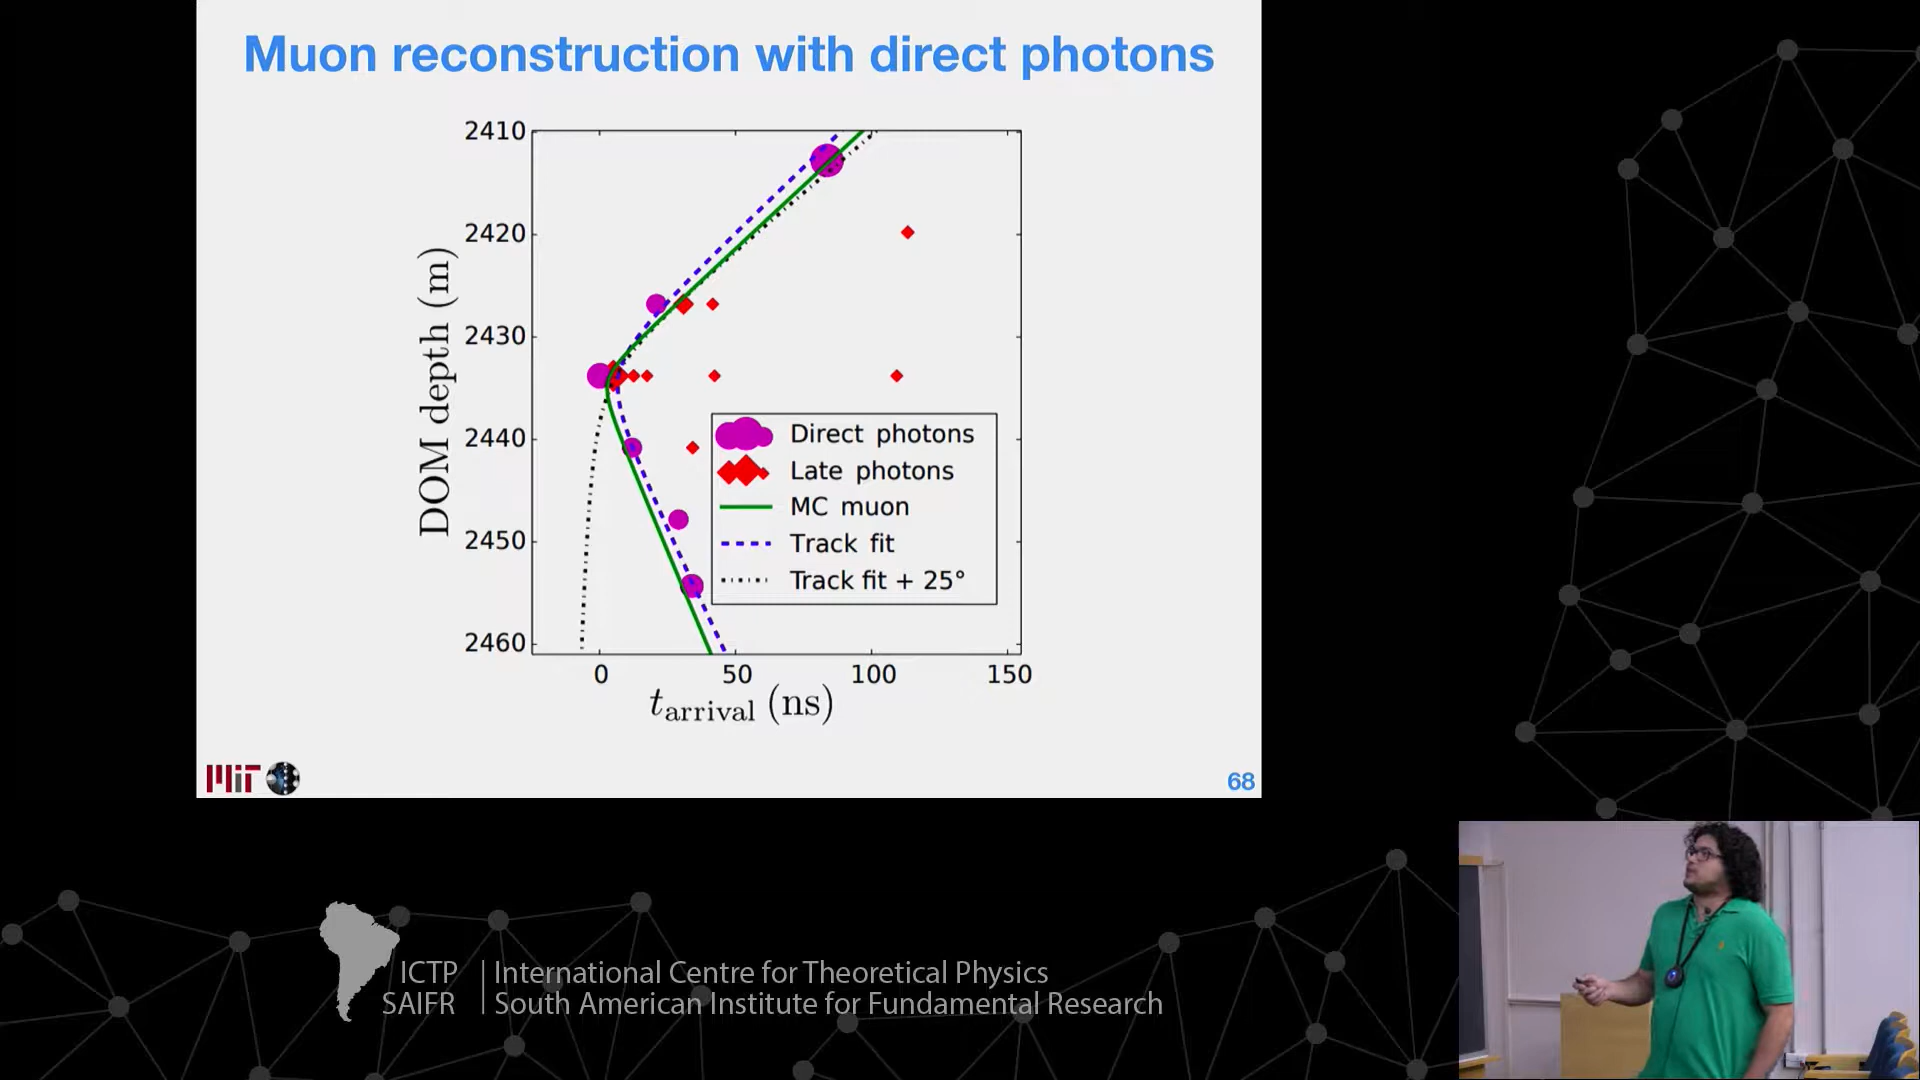 Muon reconstruction with direct photons
2410
2420
2430
2440
2450
2460
DOM depth (m)
Direct photons
Late photons
MC muon
Track fit
Track fit + 25°
0 50 100 150
t_arrival (ns)
MIT
68
ICTP
SAIFR
International Centre for Theoretical Physics
South American Institute for Fundamental Research